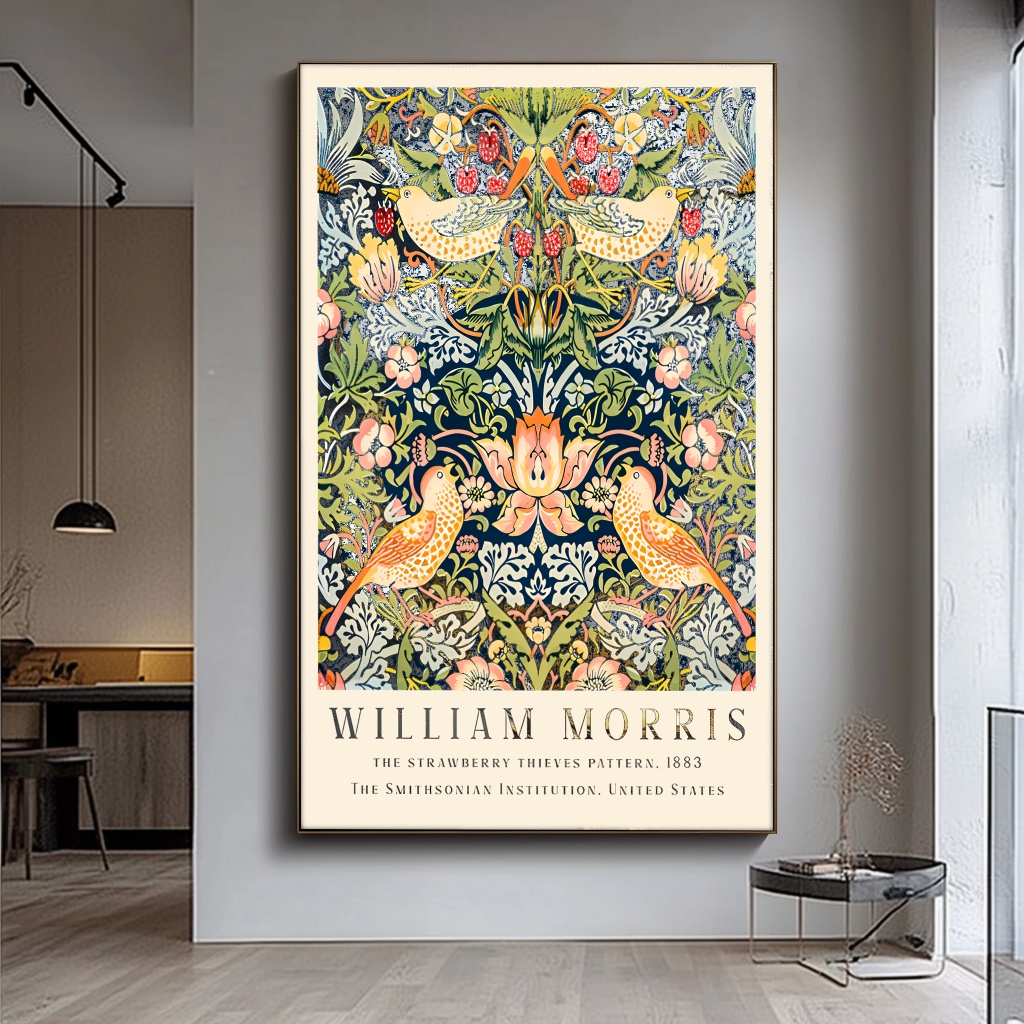 WILLIAM MORRIS
THE STRAWBERRY THIEVES PATTERN, 1883
THE SMITHSONIAN INSTITUTION, UNITED STATES